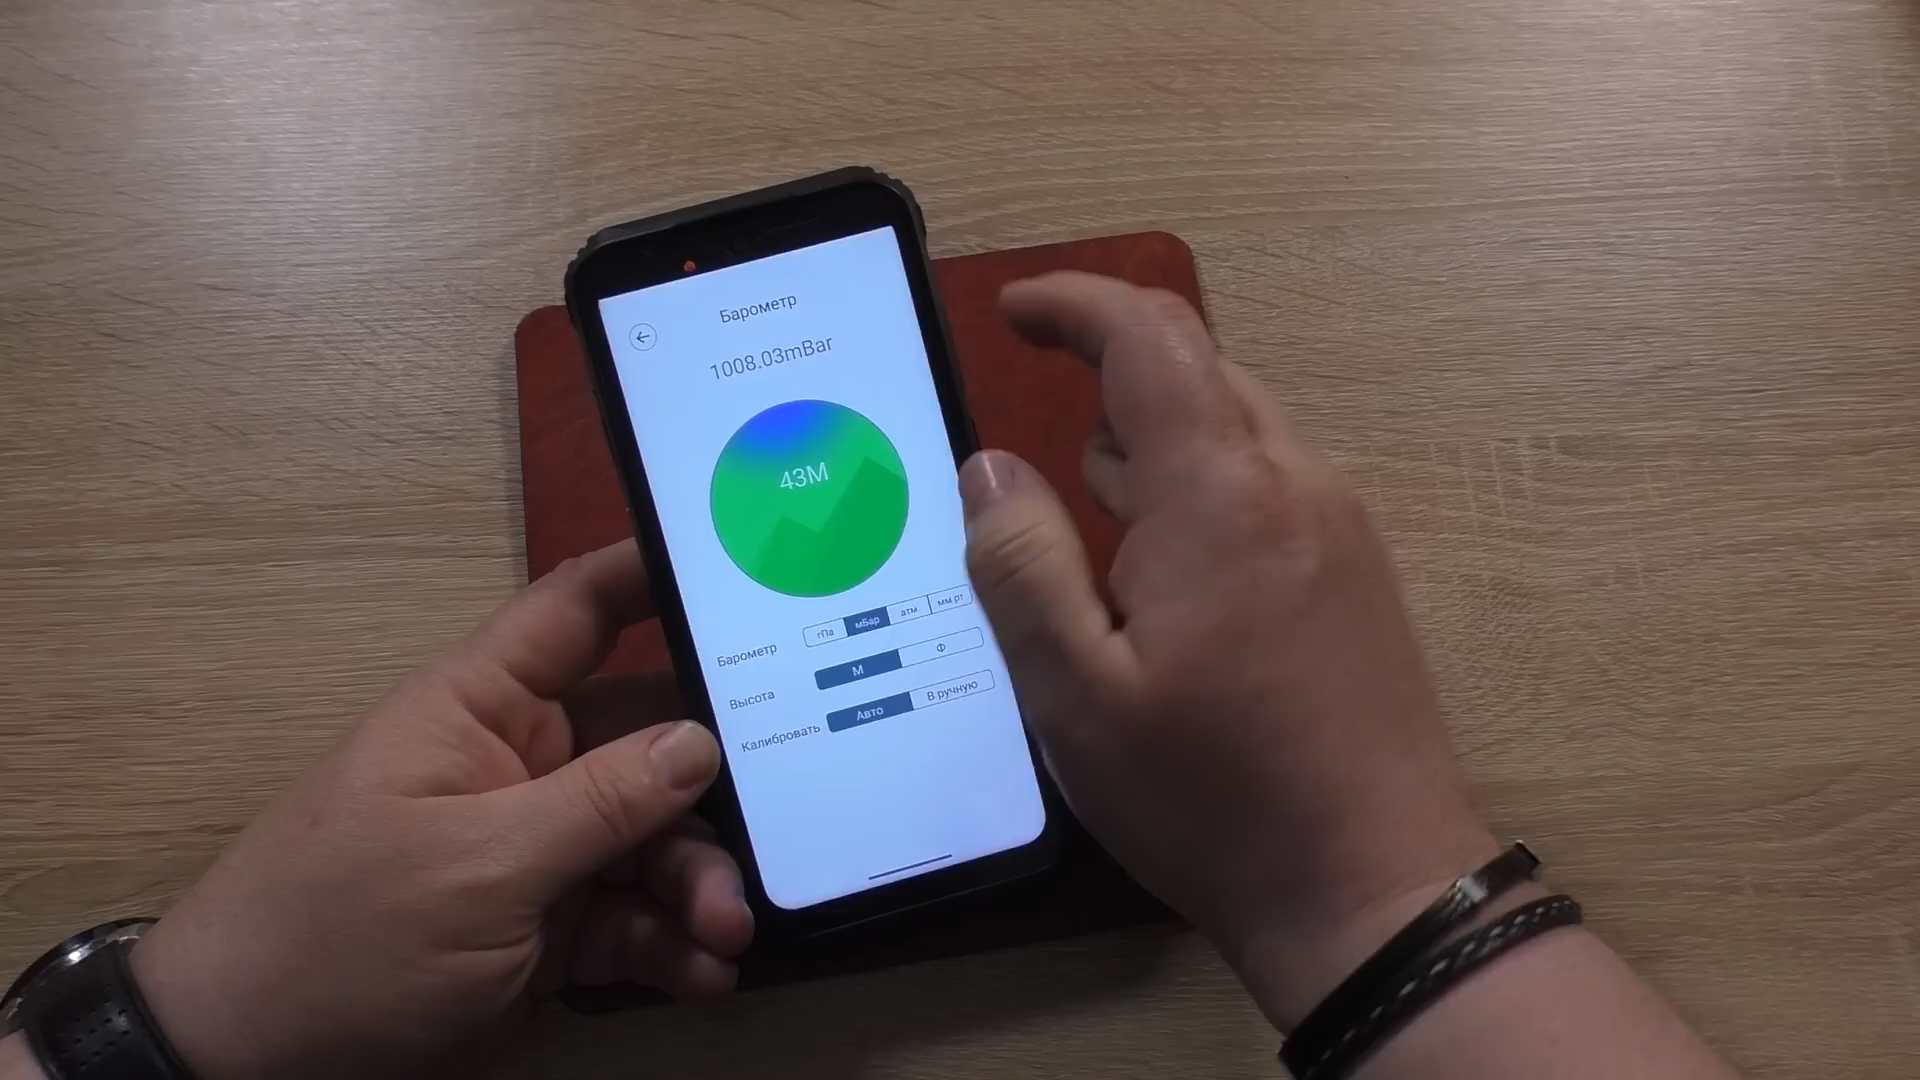 Барометр
1008.03mBar
43M
Барометр гПа мБар атм мм рт
Высота М Ф
Калибровать Авто В ручную